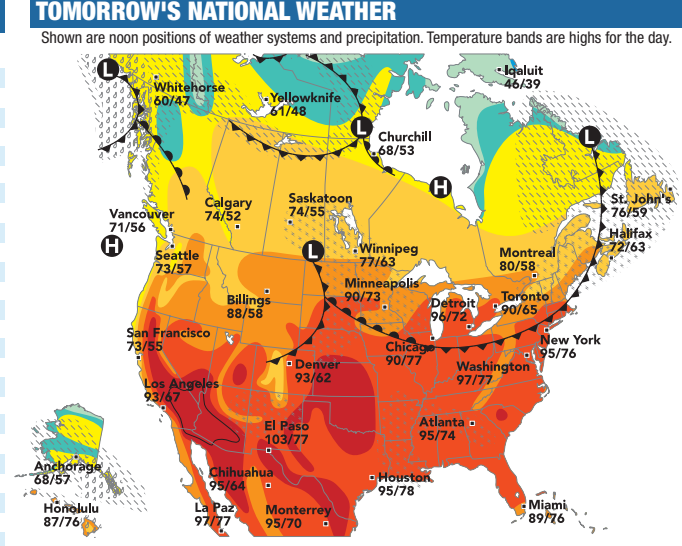 TOMORROW'S NATIONAL WEATHER
Shown are noon positions of weather systems and precipitation. Temperature bands are highs for the day.
L
Iqaluit
46/39
Whitehorse
60/47
Yellowknife
61/48
L
Churchill
68/53
L
H
Calgary
74/52
Saskatoon
74/55
St. John's
76/59
Vancouver
71/56
H
Seattle
73/57
L
Winnipeg
77/63
Montreal
80/58
Halifax
72/63
Minneapolis
90/73
Billings
88/58
Detroit
96/72
Toronto
90/65
San Francisco
73/55
Chicago
90/77
New York
95/76
Denver
93/62
Washington
97/77
Los Angeles
93/67
El Paso
103/77
Atlanta
95/74
Anchorage
68/57
Chihuahua
95/64
Houston
95/78
Honolulu
87/76
La Paz
97/77
Monterrey
95/70
Miami
89/76